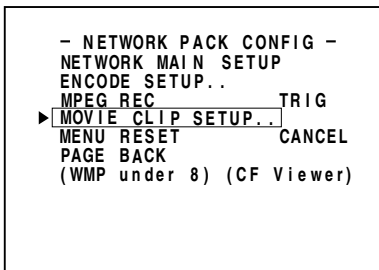 – NETWORK PACK CONFIG –
NETWORK MAIN SETUP
ENCODE SETUP..
MPEG REC TRIG
MOVIE CLIP SETUP..
MENU RESET CANCEL
PAGE BACK
(WMP under 8) (CF Viewer)